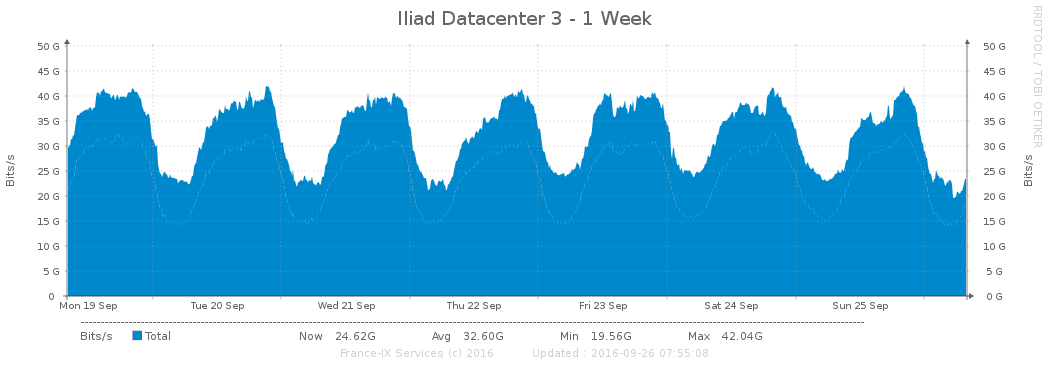 Iliad Datacenter 3 - 1 Week
RRDTOOL / TOBI OETIKER
50 G 50 G
45 G 45 G
40 G 40 G
35 G 35 G
30 G 30 G
25 G 25 G
20 G 20 G
15 G 15 G
10 G 10 G
5 G 5 G
0 0 G
Bits/s
Bits/s
Mon 19 Sep Tue 20 Sep Wed 21 Sep Thu 22 Sep Fri 23 Sep Sat 24 Sep Sun 25 Sep
Bits/s Total Now 24.62G Avg 32.60G Min 19.56G Max 42.04G
France-IX Services (c) 2016 Updated : 2016-09-26 07:55:08